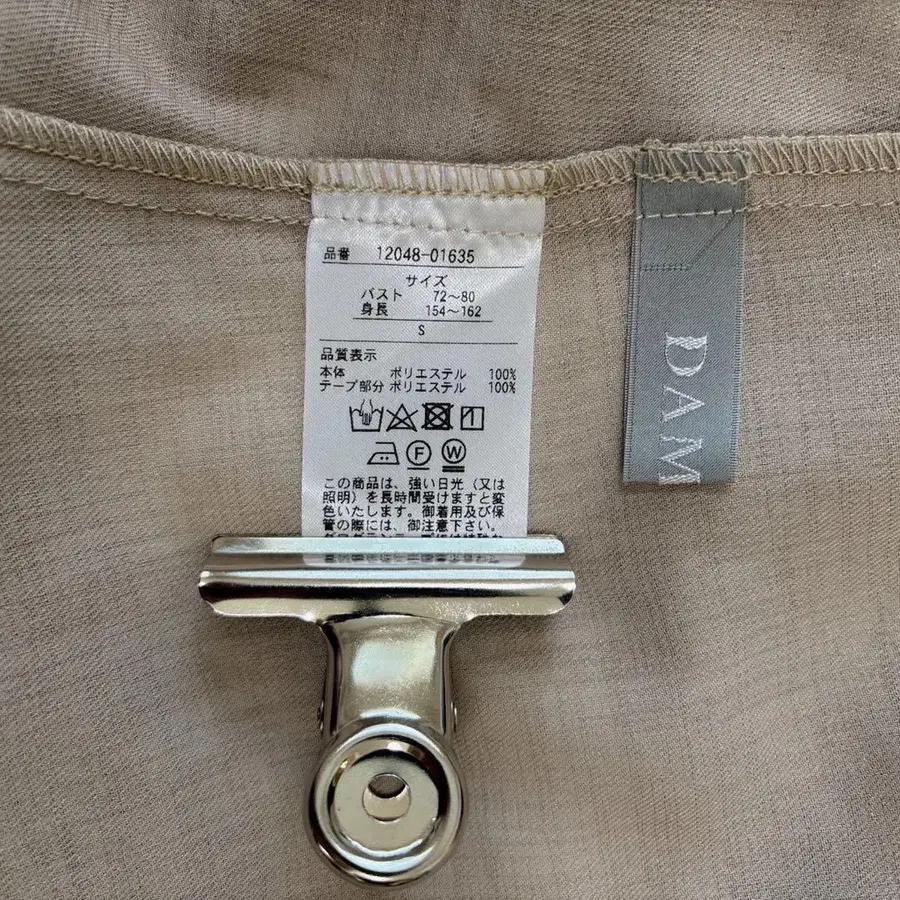 品番 12048-01635
サイズ
バスト 72～80
身長 154～162
S
品質表示
本体 ポリエステル 100%
テープ部分 ポリエステル 100%
F W
この商品は、強い日光（又は
照明）を長時間受けますと変
色いたします。御着用及び保
管の際には、御注意下さい。
DAM